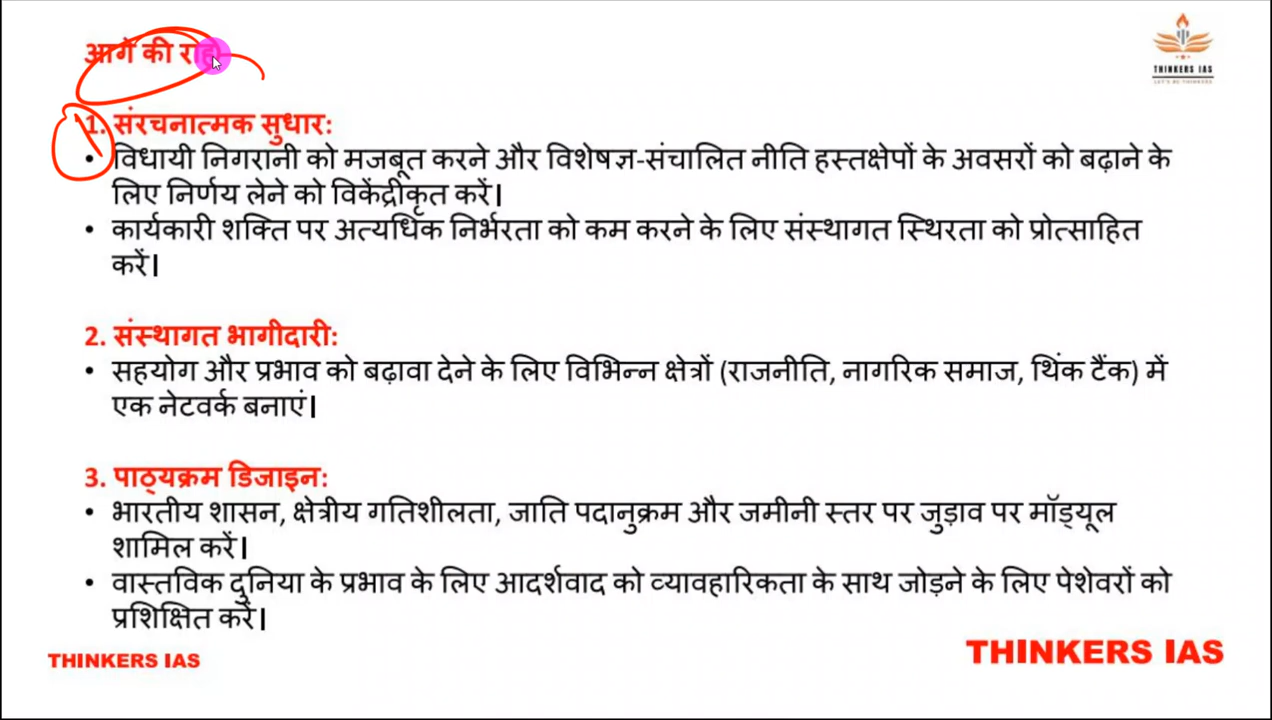 आगे की राह
THINKERS IAS
LET'S BE THINKERS
1. संरचनात्मक सुधार:
• विधायी निगरानी को मजबूत करने और विशेषज्ञ-संचालित नीति हस्तक्षेपों के अवसरों को बढ़ाने के
लिए निर्णय लेने को विकेंद्रीकृत करें।
• कार्यकारी शक्ति पर अत्यधिक निर्भरता को कम करने के लिए संस्थागत स्थिरता को प्रोत्साहित
करें।
2. संस्थागत भागीदारी:
• सहयोग और प्रभाव को बढ़ावा देने के लिए विभिन्न क्षेत्रों (राजनीति, नागरिक समाज, थिंक टैंक) में
एक नेटवर्क बनाएं।
3. पाठ्यक्रम डिजाइन:
• भारतीय शासन, क्षेत्रीय गतिशीलता, जाति पदानुक्रम और जमीनी स्तर पर जुड़ाव पर मॉड्यूल
शामिल करें।
• वास्तविक दुनिया के प्रभाव के लिए आदर्शवाद को व्यावहारिकता के साथ जोड़ने के लिए पेशेवरों को
प्रशिक्षित करें।
THINKERS IAS
THINKERS IAS